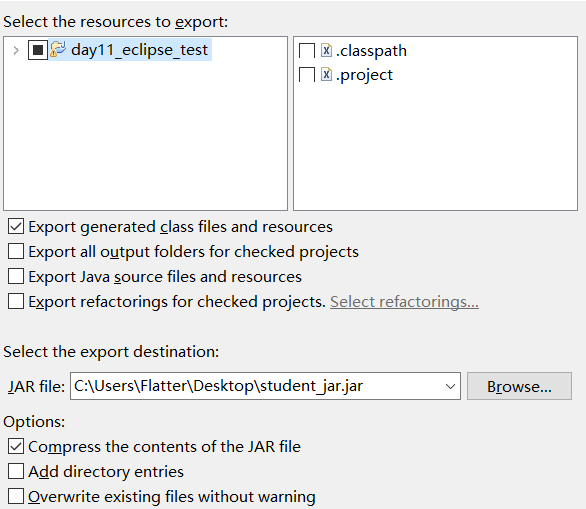 Select the resources to export:
day11_eclipse_test
.classpath
.project
Export generated class files and resources
Export all output folders for checked projects
Export Java source files and resources
Export refactorings for checked projects. Select refactorings...
Select the export destination:
JAR file: C:\Users\Flatter\Desktop\student_jar.jar Browse...
Options:
Compress the contents of the JAR file
Add directory entries
Overwrite existing files without warning